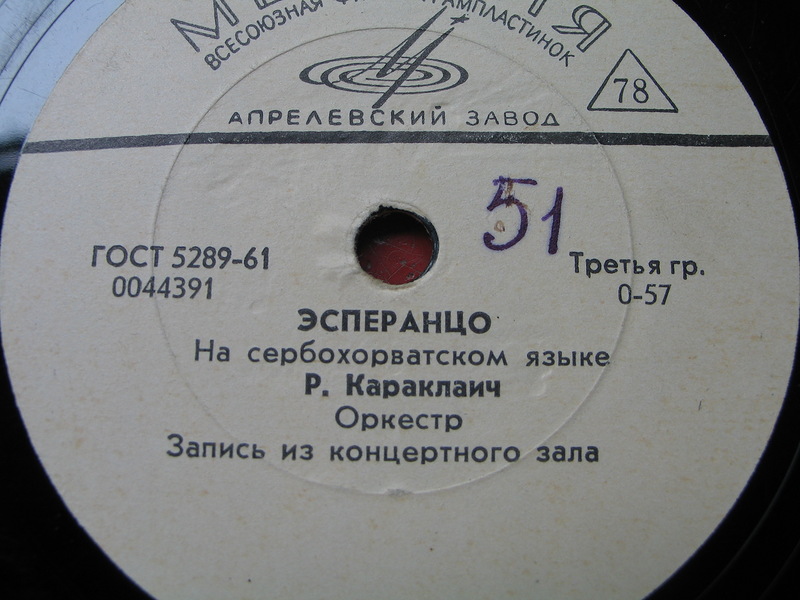 ВСЕСОЮЗНАЯ
78
АПРЕЛЕВСКИЙ ЗАВОД
51
ГОСТ 5289-61
Третья гр.
0044391
0-57
ЭСПЕРАНЦО
На сербохорватском языке
Р. Караклаич
Оркестр
Запись из концертного зала